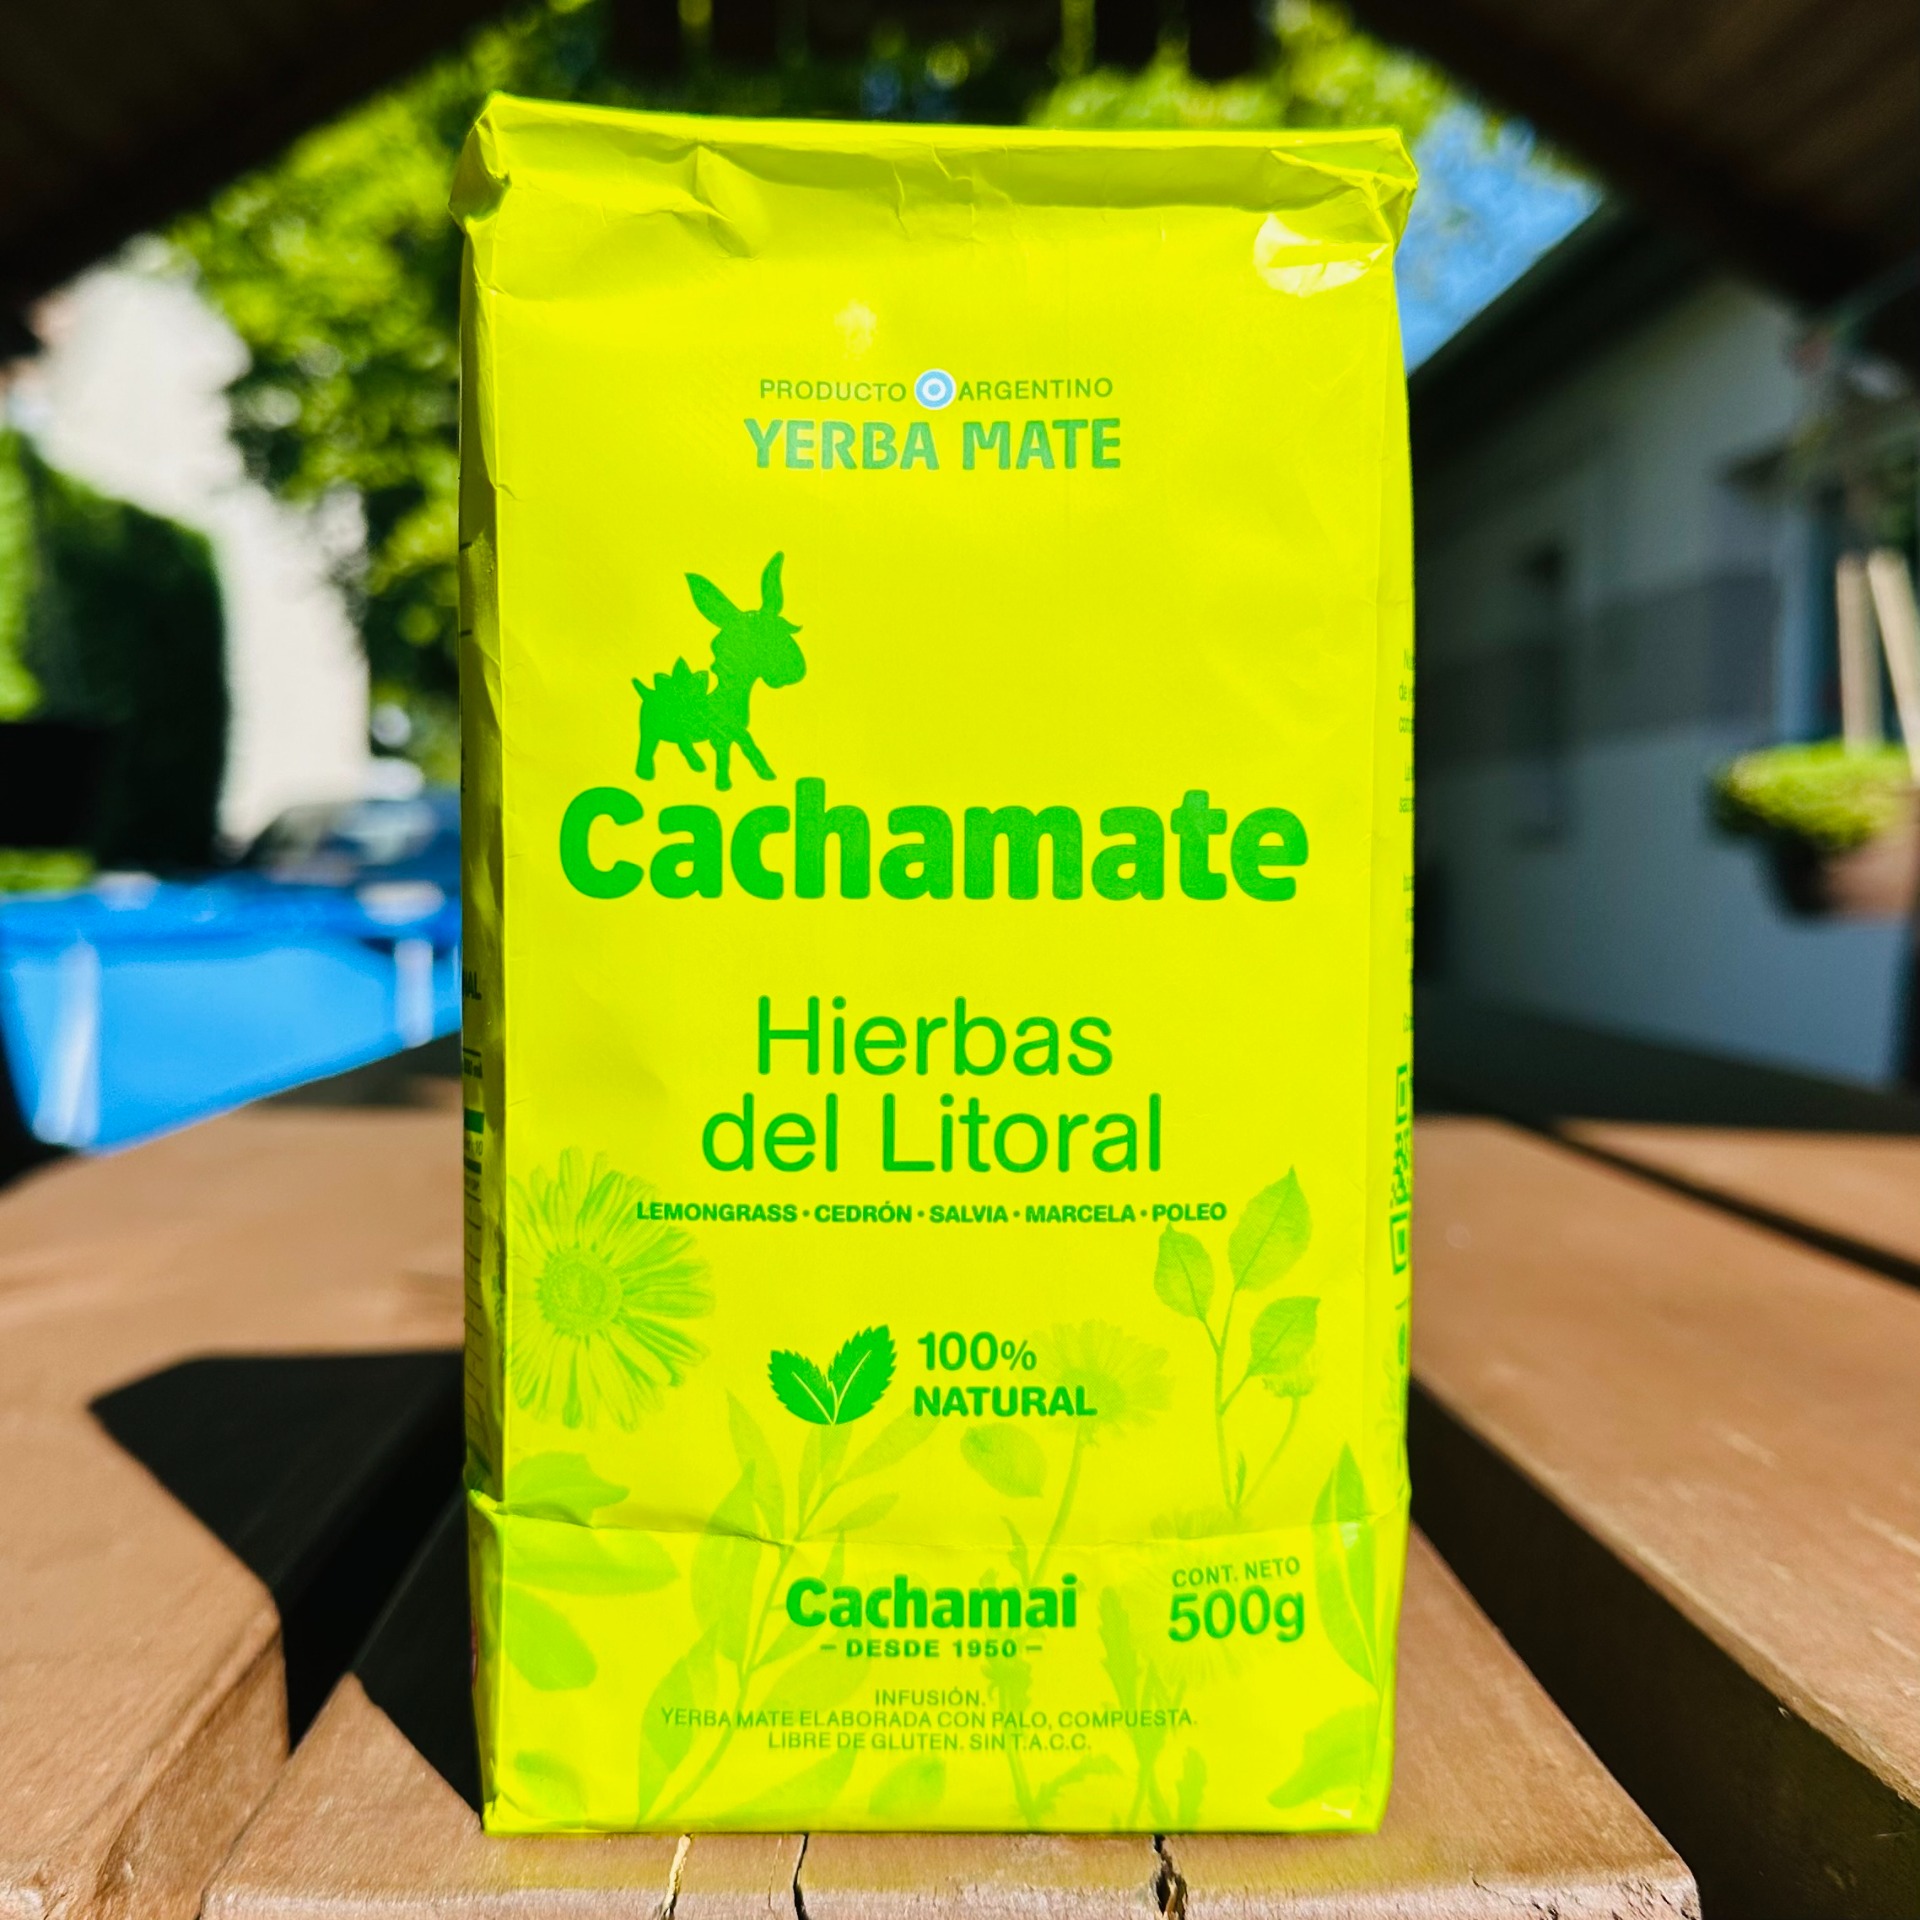 PRODUCTO ARGENTINO
YERBA MATE
Cachamate
Hierbas
del Litoral
LEMONGRASS · CEDRÓN · SALVIA · MARCELA · POLEO
100%
NATURAL
Cachamai
– DESDE 1950 –
CONT. NETO
500g
INFUSIÓN.
YERBA MATE ELABORADA CON PALO, COMPUESTA.
LIBRE DE GLUTEN. SIN T.A.C.C.